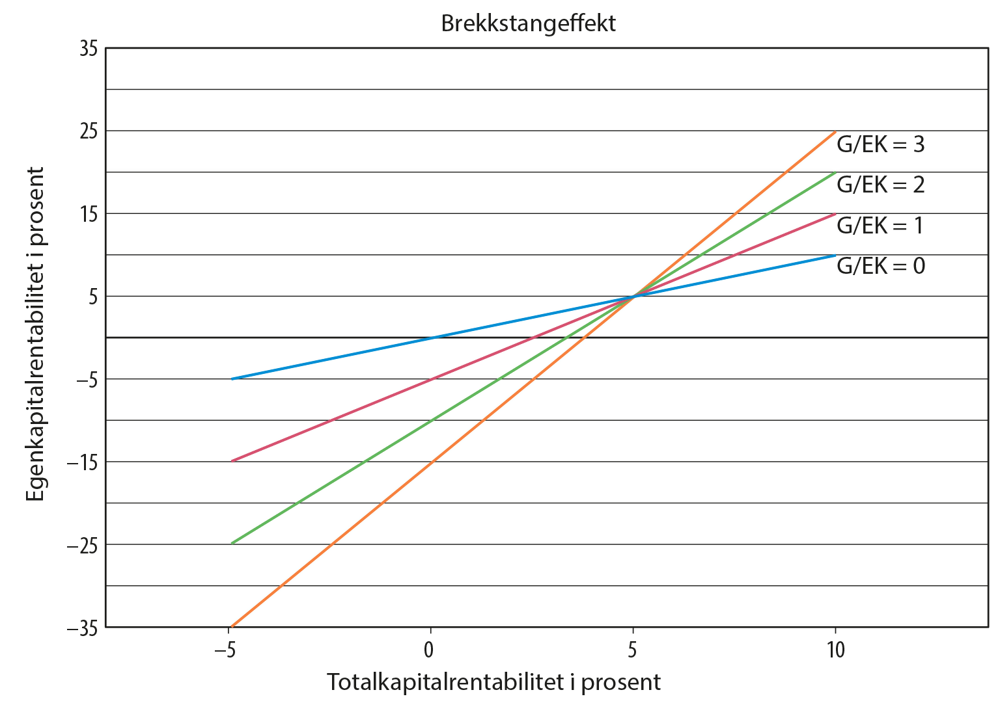 Brekkstangeffekt
35
25
15
5
−5
−15
−25
−35
Egenkapitalrentabilitet i prosent
G/EK = 3
G/EK = 2
G/EK = 1
G/EK = 0
−5 0 5 10
Totalkapitalrentabilitet i prosent